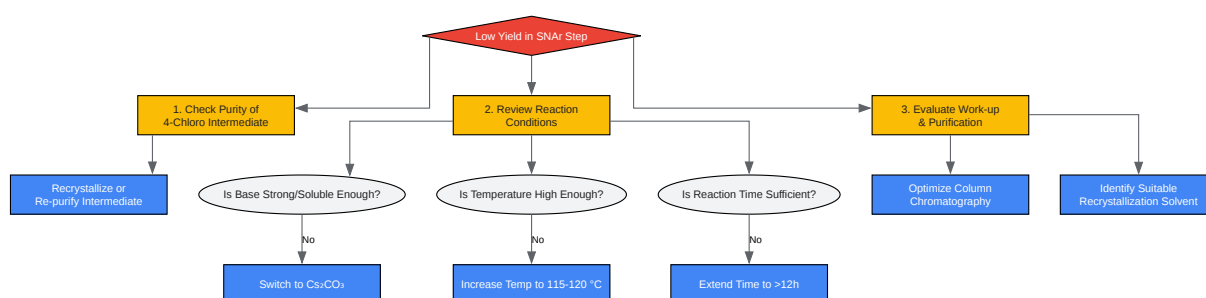 Low Yield in SNAr Step
1. Check Purity of
4-Chloro Intermediate
2. Review Reaction
Conditions
3. Evaluate Work-up
& Purification
Recrystallize or
Re-purify Intermediate
Is Base Strong/Soluble Enough?
Is Temperature High Enough?
Is Reaction Time Sufficient?
Optimize Column
Chromatography
Identify Suitable
Recrystallization Solvent
No
No
No
Switch to Cs₂CO₃
Increase Temp to 115-120 °C
Extend Time to >12h